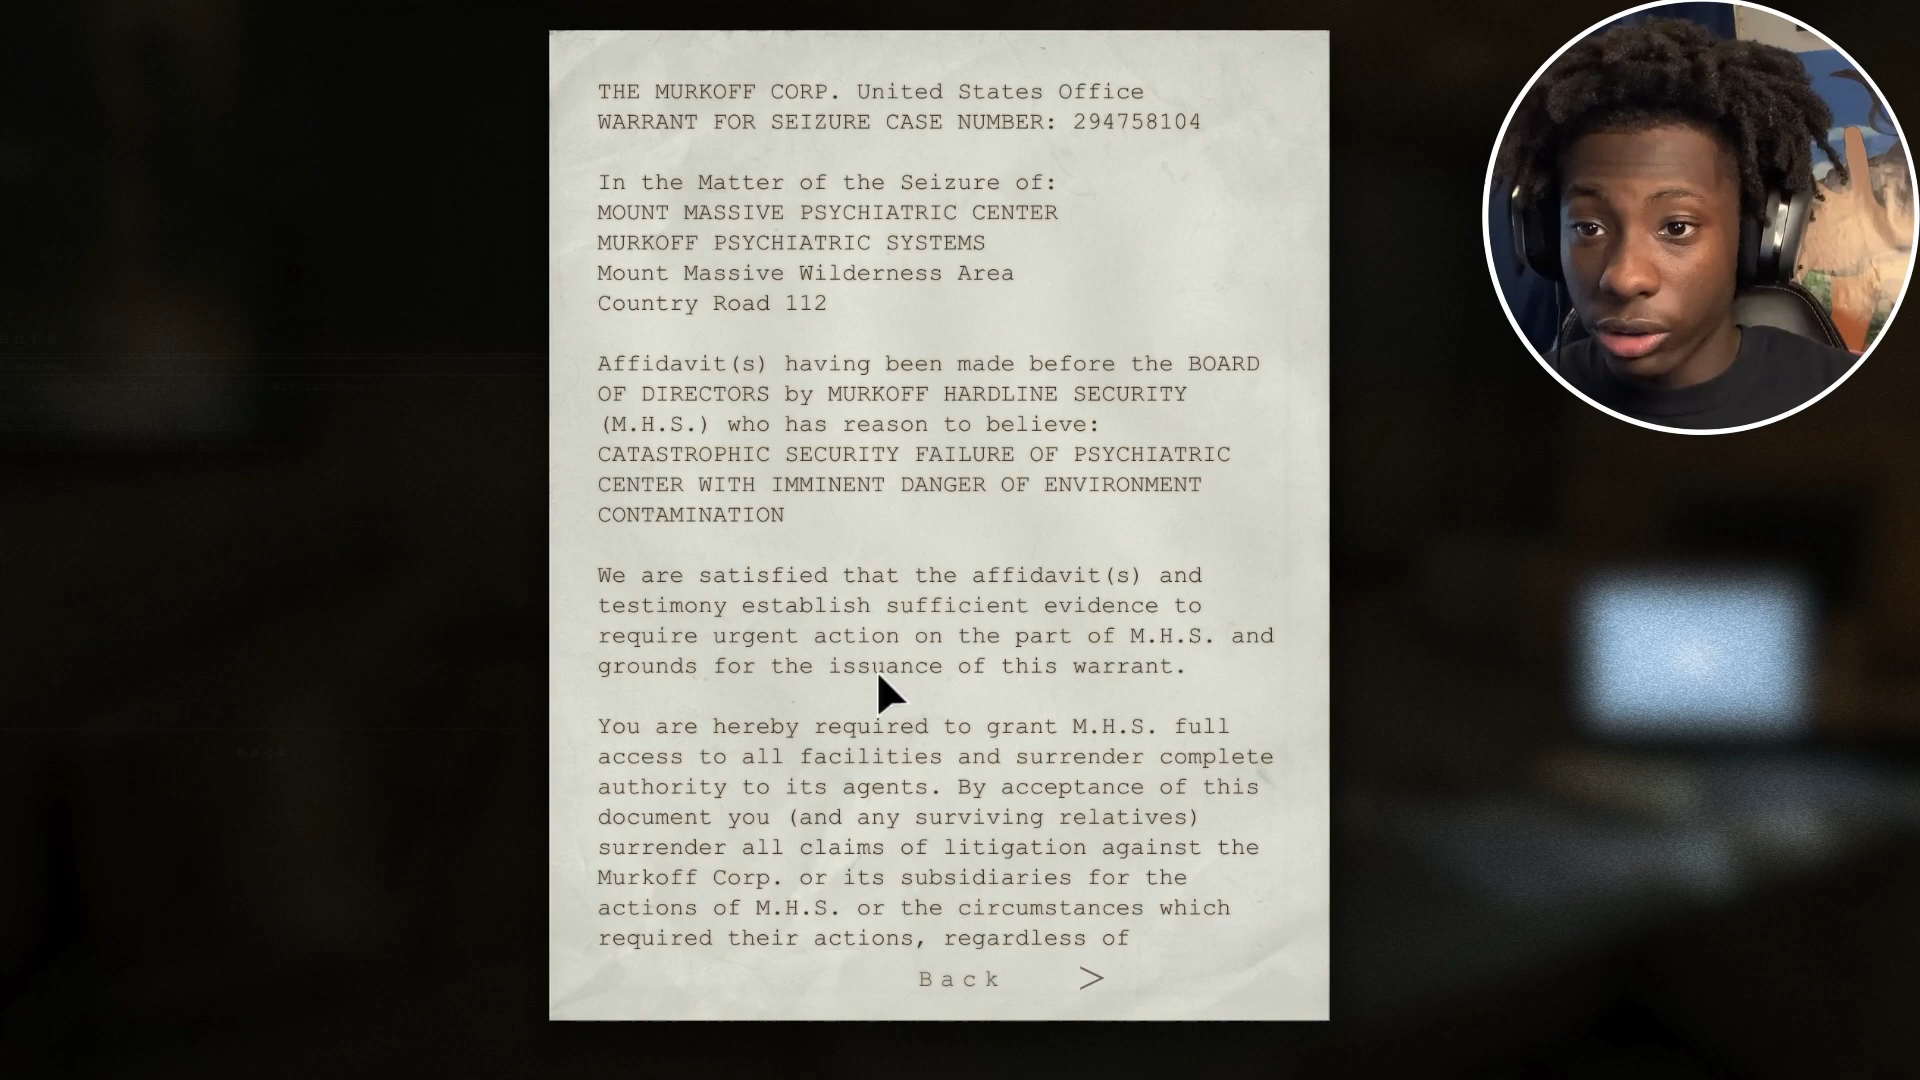 THE MURKOFF CORP. United States Office
WARRANT FOR SEIZURE CASE NUMBER: 294758104
In the Matter of the Seizure of:
MOUNT MASSIVE PSYCHIATRIC CENTER
MURKOFF PSYCHIATRIC SYSTEMS
Mount Massive Wilderness Area
Country Road 112
Affidavit(s) having been made before the BOARD
OF DIRECTORS by MURKOFF HARDLINE SECURITY
(M.H.S.) who has reason to believe:
CATASTROPHIC SECURITY FAILURE OF PSYCHIATRIC
CENTER WITH IMMINENT DANGER OF ENVIRONMENT
CONTAMINATION
We are satisfied that the affidavit(s) and
testimony establish sufficient evidence to
require urgent action on the part of M.H.S. and
grounds for the issuance of this warrant.
You are hereby required to grant M.H.S. full
access to all facilities and surrender complete
authority to its agents. By acceptance of this
document you (and any surviving relatives)
surrender all claims of litigation against the
Murkoff Corp. or its subsidiaries for the
actions of M.H.S. or the circumstances which
required their actions, regardless of
Back >
Back